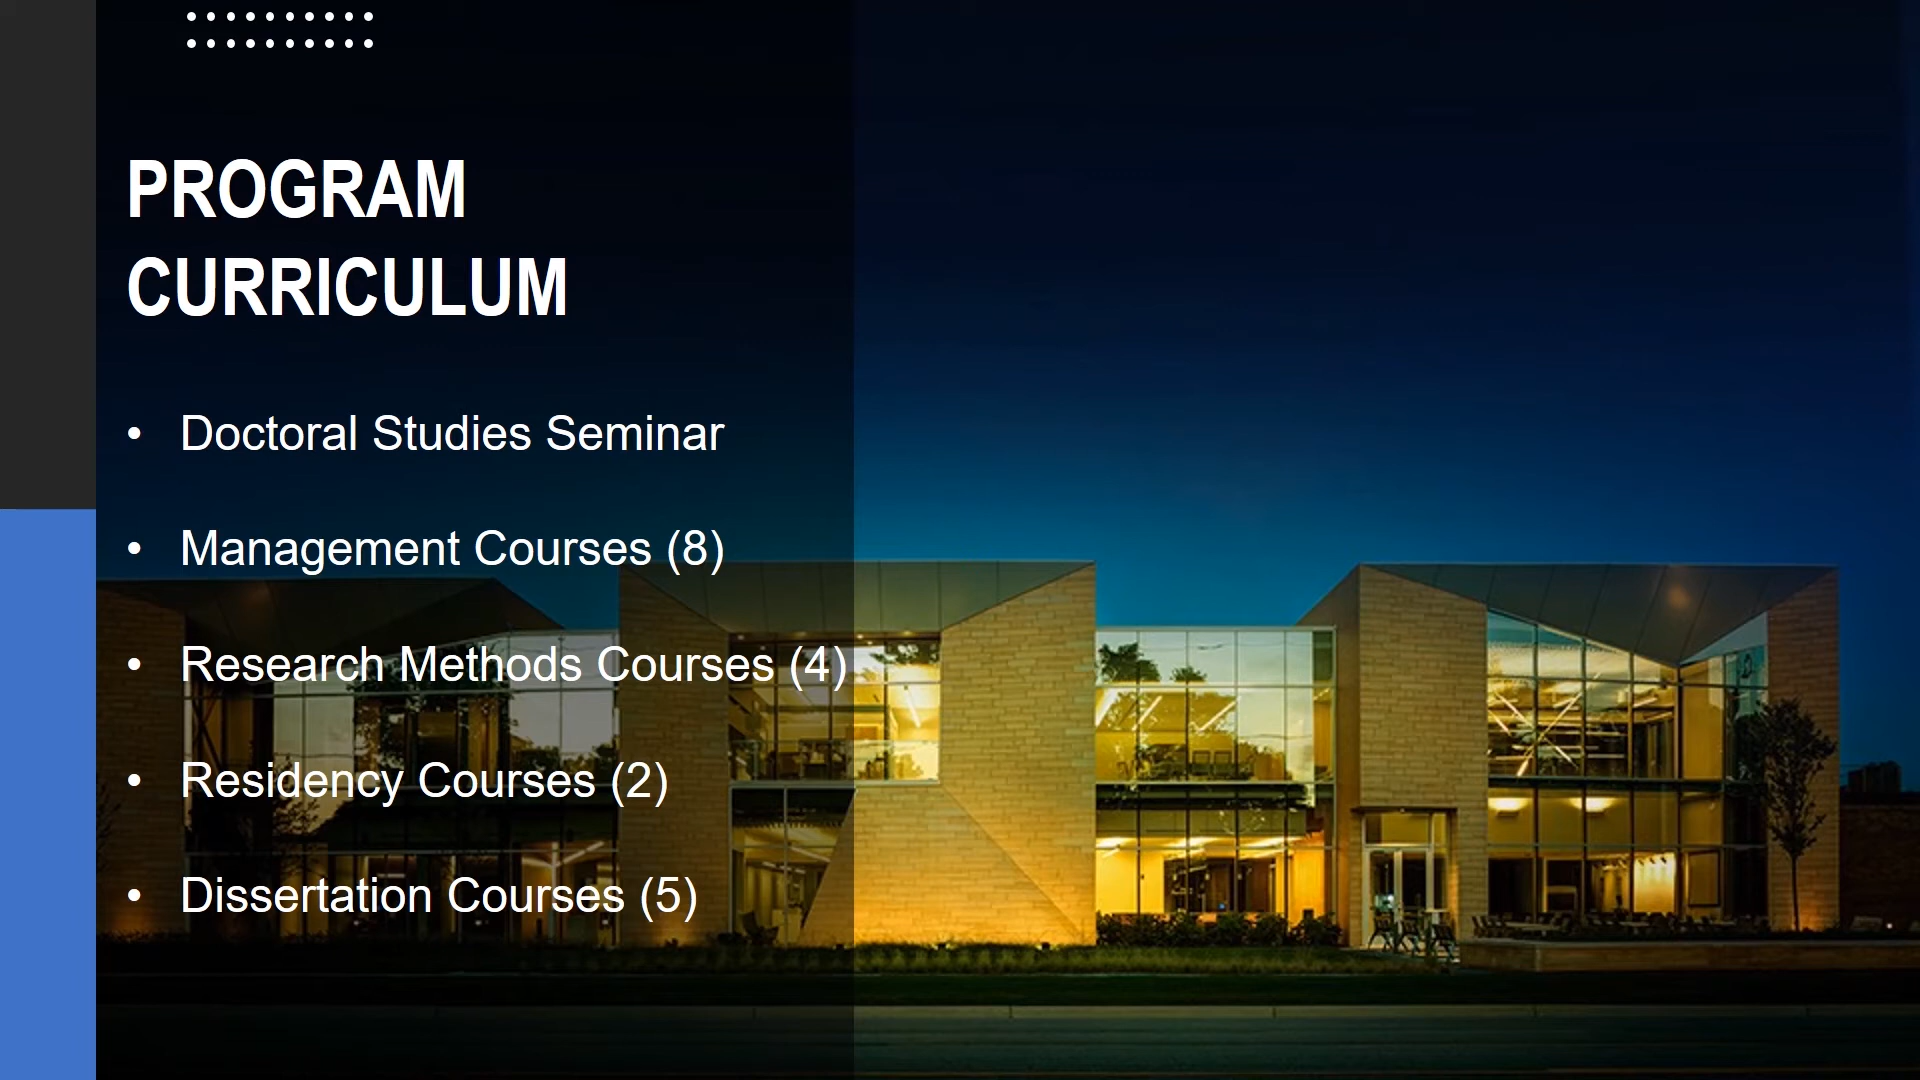 PROGRAM
CURRICULUM
• Doctoral Studies Seminar
• Management Courses (8)
• Research Methods Courses (4)
• Residency Courses (2)
• Dissertation Courses (5)